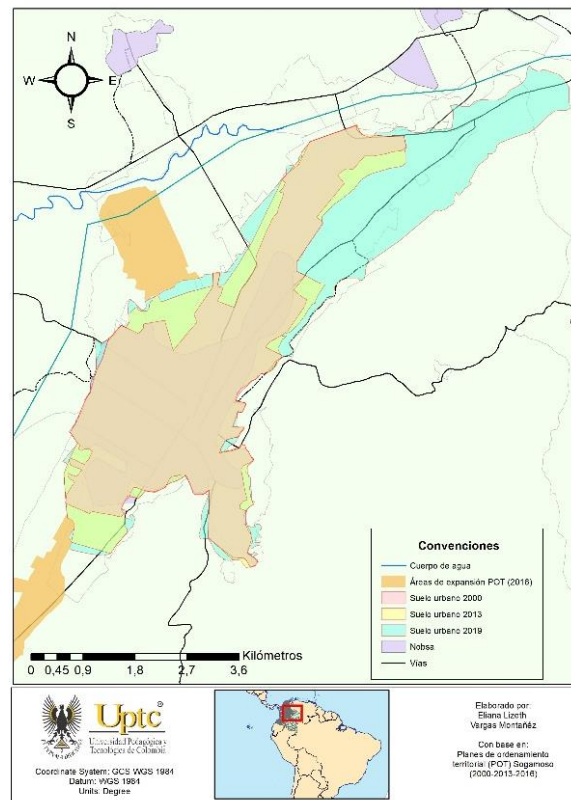 N
W E
S
Convenciones
Cuerpo de agua
Áreas de expansión POT (2016)
Suelo urbano 2000
Suelo urbano 2013
Suelo urbano 2019
Nobsa
Vías
Kilómetros
0 0,45 0,9 1,8 2,7 3,6
Uptc®
Universidad Pedagógica y
Tecnológica de Colombia
Coordinate System: GCS WGS 1984
Datum: WGS 1984
Units: Degree
Elaborado por:
Eliana Lizeth
Vargas Montañéz
Con base en:
Planes de ordenamiento
territorial (POT) Sogamoso
(2000-2013-2016)